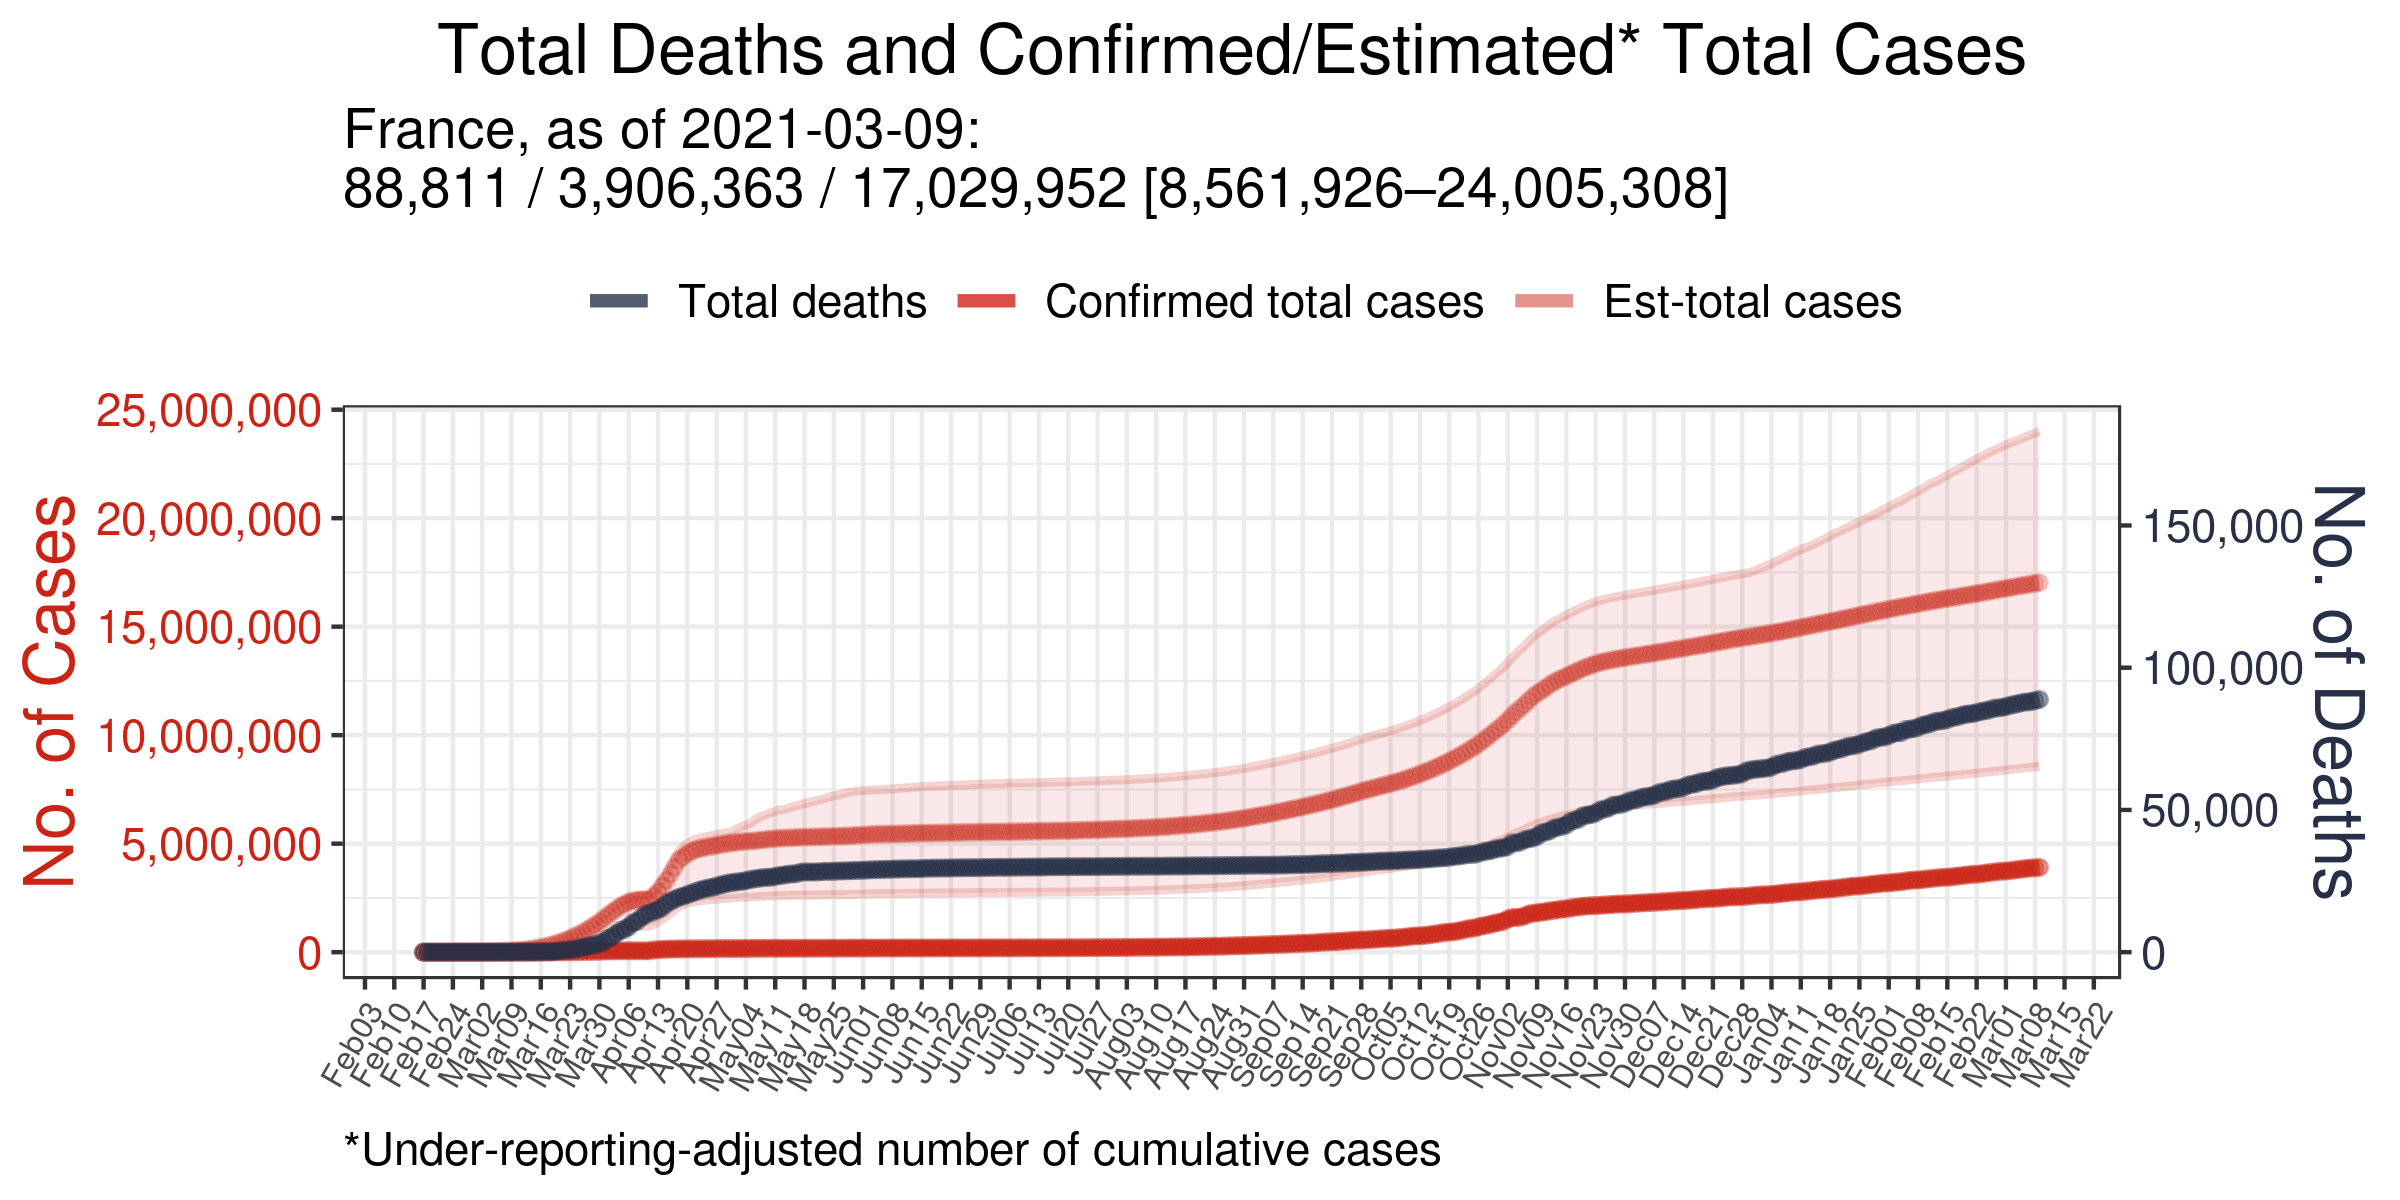 Total Deaths and Confirmed/Estimated* Total Cases
France, as of 2021-03-09:
88,811 / 3,906,363 / 17,029,952 [8,561,926–24,005,308]
Total deaths
Confirmed total cases
Est-total cases
No. of Cases
25,000,000
20,000,000
15,000,000
10,000,000
5,000,000
0
150,000
100,000
50,000
0
No. of Deaths
Feb03
Feb10
Feb17
Feb24
Mar02
Mar09
Mar16
Mar23
Mar30
Apr06
Apr13
Apr20
Apr27
May04
May11
May18
May25
Jun01
Jun08
Jun15
Jun22
Jun29
Jul06
Jul13
Jul20
Jul27
Aug03
Aug10
Aug17
Aug24
Aug31
Sep07
Sep14
Sep21
Sep28
Oct05
Oct12
Oct19
Oct26
Nov02
Nov09
Nov16
Nov23
Nov30
Dec07
Dec14
Dec21
Dec28
Jan04
Jan11
Jan18
Jan25
Feb01
Feb08
Feb15
Feb22
Mar01
Mar08
Mar15
Mar22
*Under-reporting-adjusted number of cumulative cases